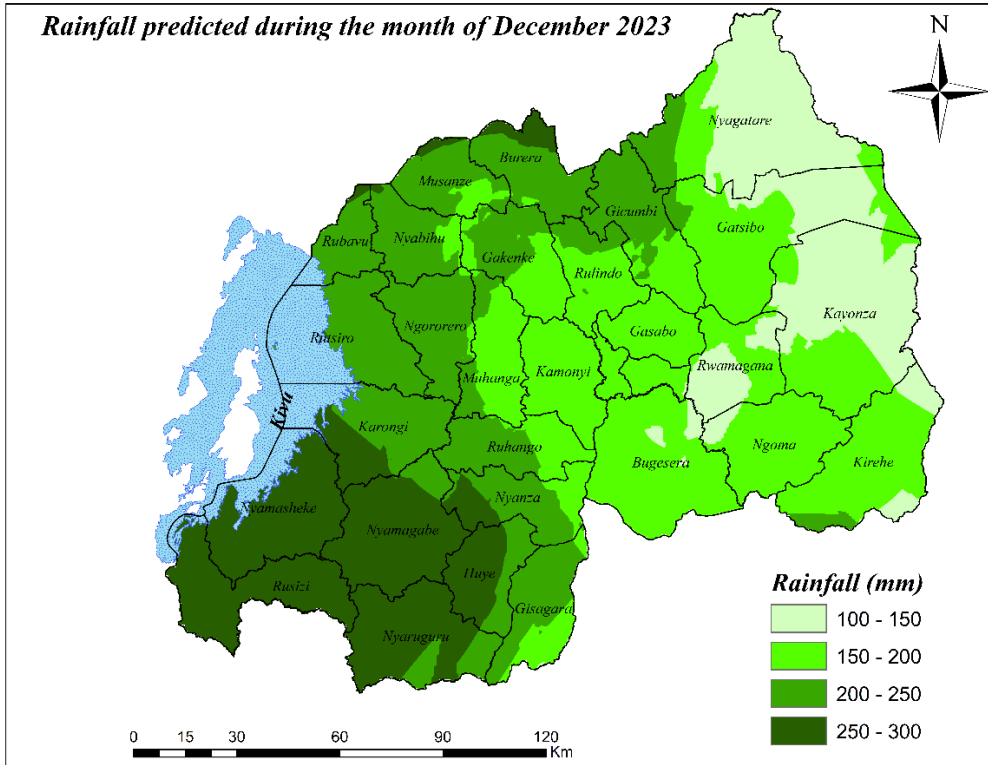 Rainfall predicted during the month of December 2023
N
Nyagatare
Burera
Musanze
Gicumbi
Gatsibo
Rubavu
Nyabihu
Gakenke
Rulindo
Kayonza
Rutsiro
Ngororero
Gasabo
Rwamagana
Muhanga
Kamonyi
Kivu
Karongi
Ruhango
Bugesera
Ngoma
Kirehe
Nyanza
Nyamasheke
Nyamagabe
Huye
Rusizi
Gisagara
Nyaruguru
Rainfall (mm)
100 - 150
150 - 200
200 - 250
250 - 300
0 15 30 60 90 120
Km